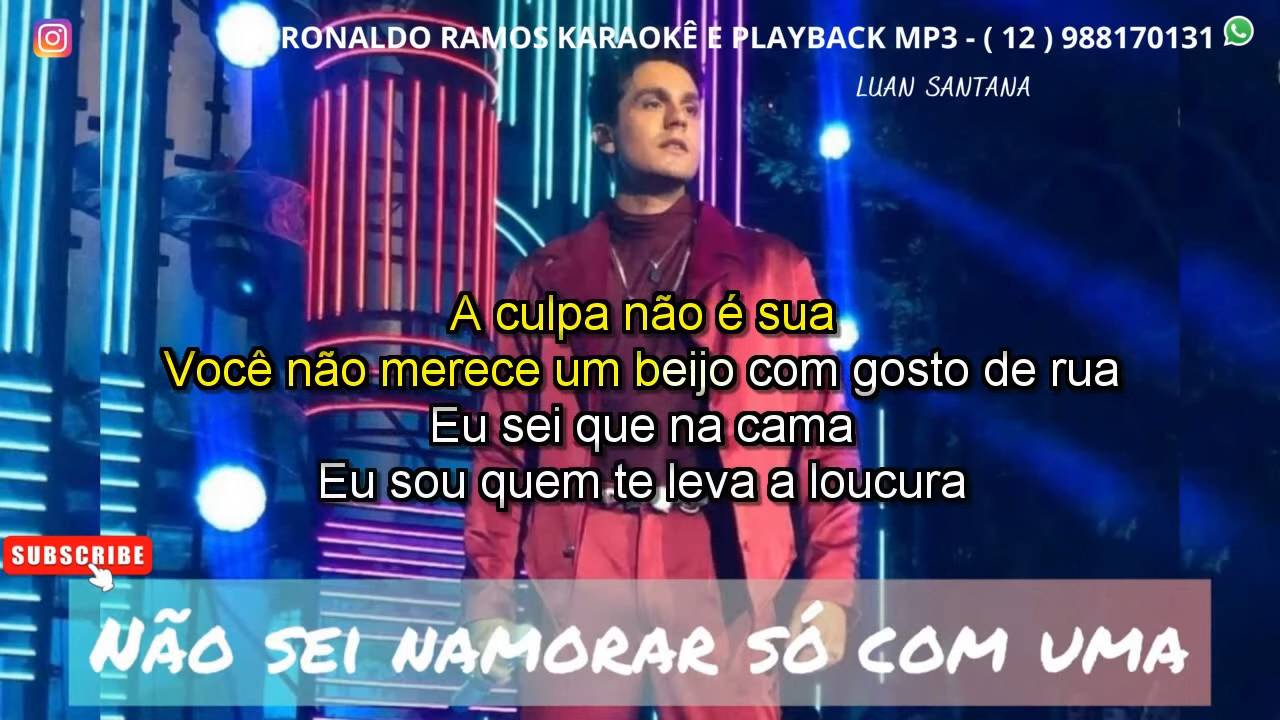 RONALDO RAMOS KARAOKÊ E PLAYBACK MP3 - ( 12 ) 988170131
LUAN SANTANA
A culpa não é sua
Você não merece um beijo com gosto de rua
Eu sei que na cama
Eu sou quem te leva a loucura
SUBSCRIBE
NÃO SEI NAMORAR SÓ COM UMA